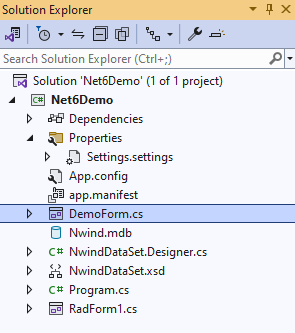 Solution Explorer
Search Solution Explorer (Ctrl+;)
Solution 'Net6Demo' (1 of 1 project)
C# Net6Demo
Dependencies
Properties
Settings.settings
App.config
app.manifest
DemoForm.cs
Nwind.mdb
C# NwindDataSet.Designer.cs
NwindDataSet.xsd
C# Program.cs
RadForm1.cs